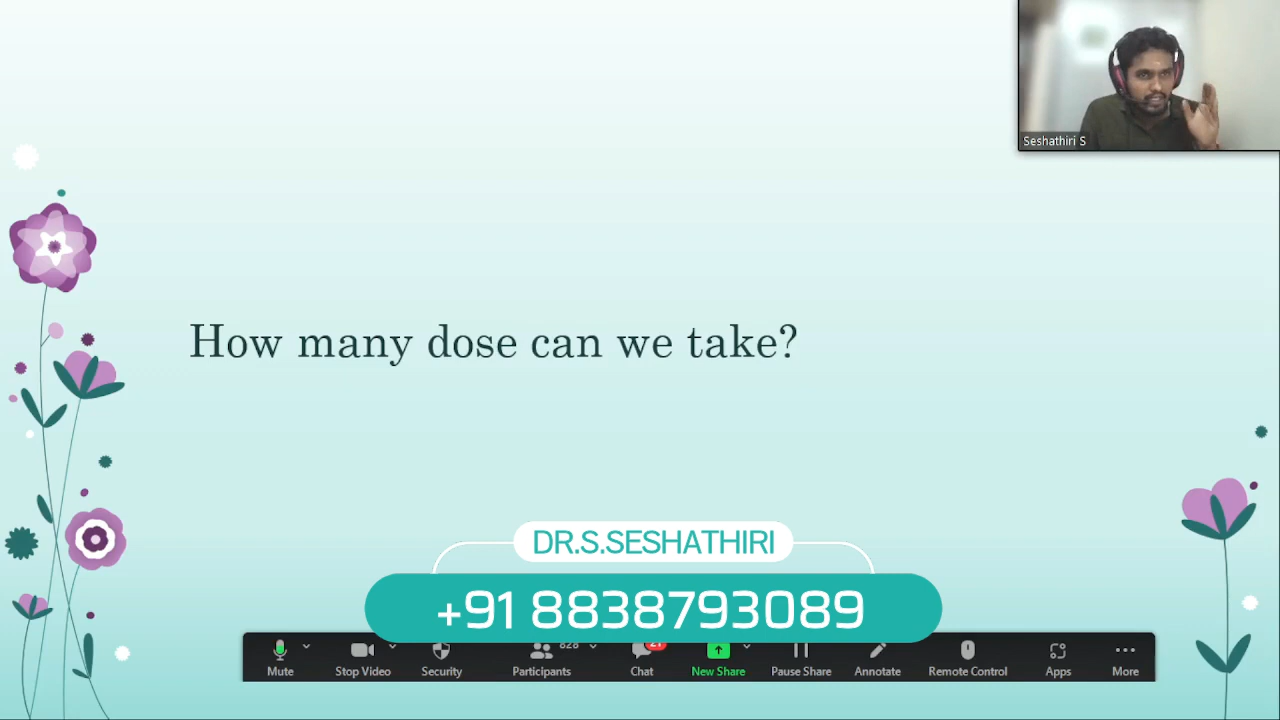 Seshathiri S
How many dose can we take?
DR.S.SESHATHIRI
+91 8838793089
Mute
Stop Video
Security
Participants
Chat
New Share
Pause Share
Annotate
Remote Control
Apps
More